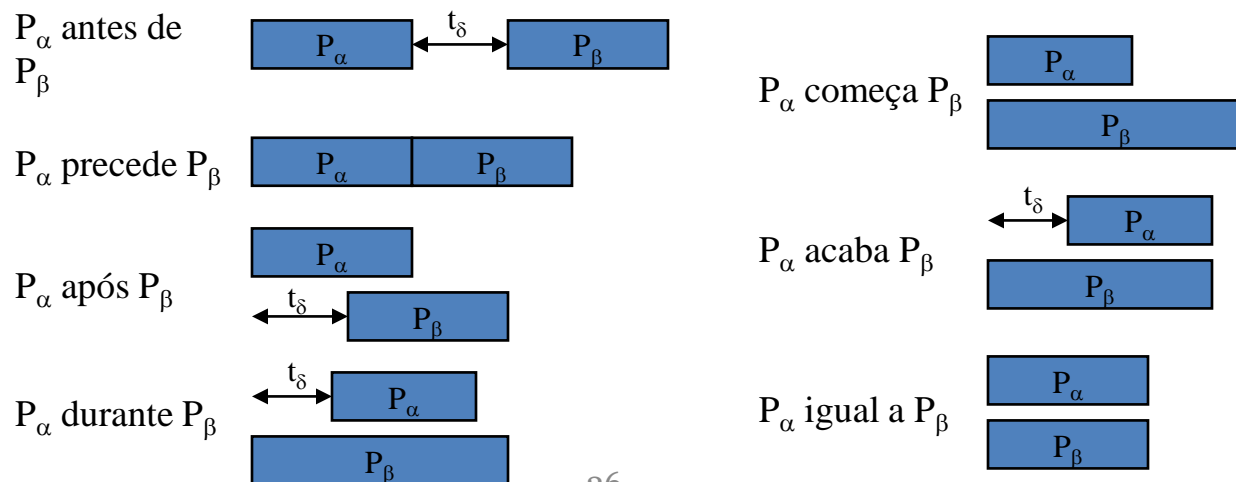 Pα antes de
Pβ
Pα
tδ
Pβ
Pα precede Pβ
Pα
Pβ
Pα após Pβ
Pα
tδ
Pβ
Pα durante Pβ
tδ
Pα
Pβ
Pα começa Pβ
Pα
Pβ
Pα acaba Pβ
tδ
Pα
Pβ
Pα igual a Pβ
Pα
Pβ